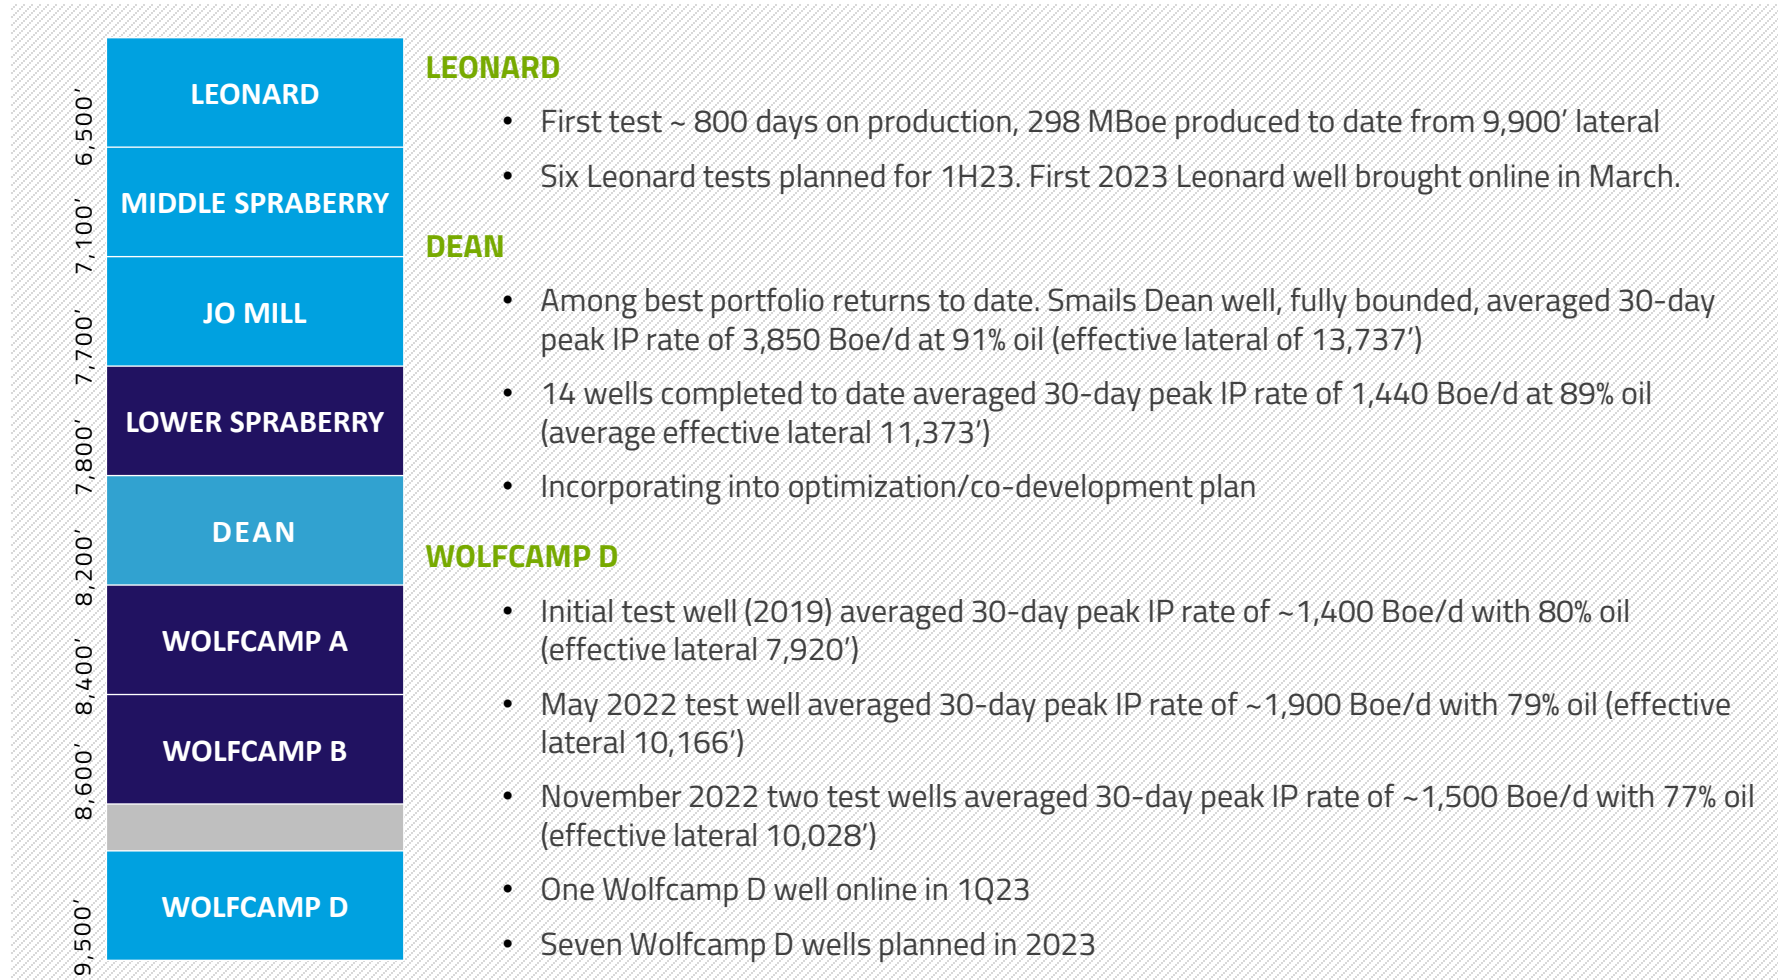 LEONARD
6,500’
MIDDLE SPRABERRY
7,100’
JO MILL
7,700’
LOWER SPRABERRY
7,800’
DEAN
8,200’
WOLFCAMP A
8,400’
WOLFCAMP B
8,600’
WOLFCAMP D
9,500’
LEONARD
• First test ~ 800 days on production, 298 MBoe produced to date from 9,900’ lateral
• Six Leonard tests planned for 1H23. First 2023 Leonard well brought online in March.
DEAN
• Among best portfolio returns to date. Smails Dean well, fully bounded, averaged 30-day
peak IP rate of 3,850 Boe/d at 91% oil (effective lateral of 13,737’)
• 14 wells completed to date averaged 30-day peak IP rate of 1,440 Boe/d at 89% oil
(average effective lateral 11,373’)
• Incorporating into optimization/co-development plan
WOLFCAMP D
• Initial test well (2019) averaged 30-day peak IP rate of ~1,400 Boe/d with 80% oil
(effective lateral 7,920’)
• May 2022 test well averaged 30-day peak IP rate of ~1,900 Boe/d with 79% oil (effective
lateral 10,166’)
• November 2022 two test wells averaged 30-day peak IP rate of ~1,500 Boe/d with 77% oil
(effective lateral 10,028’)
• One Wolfcamp D well online in 1Q23
• Seven Wolfcamp D wells planned in 2023